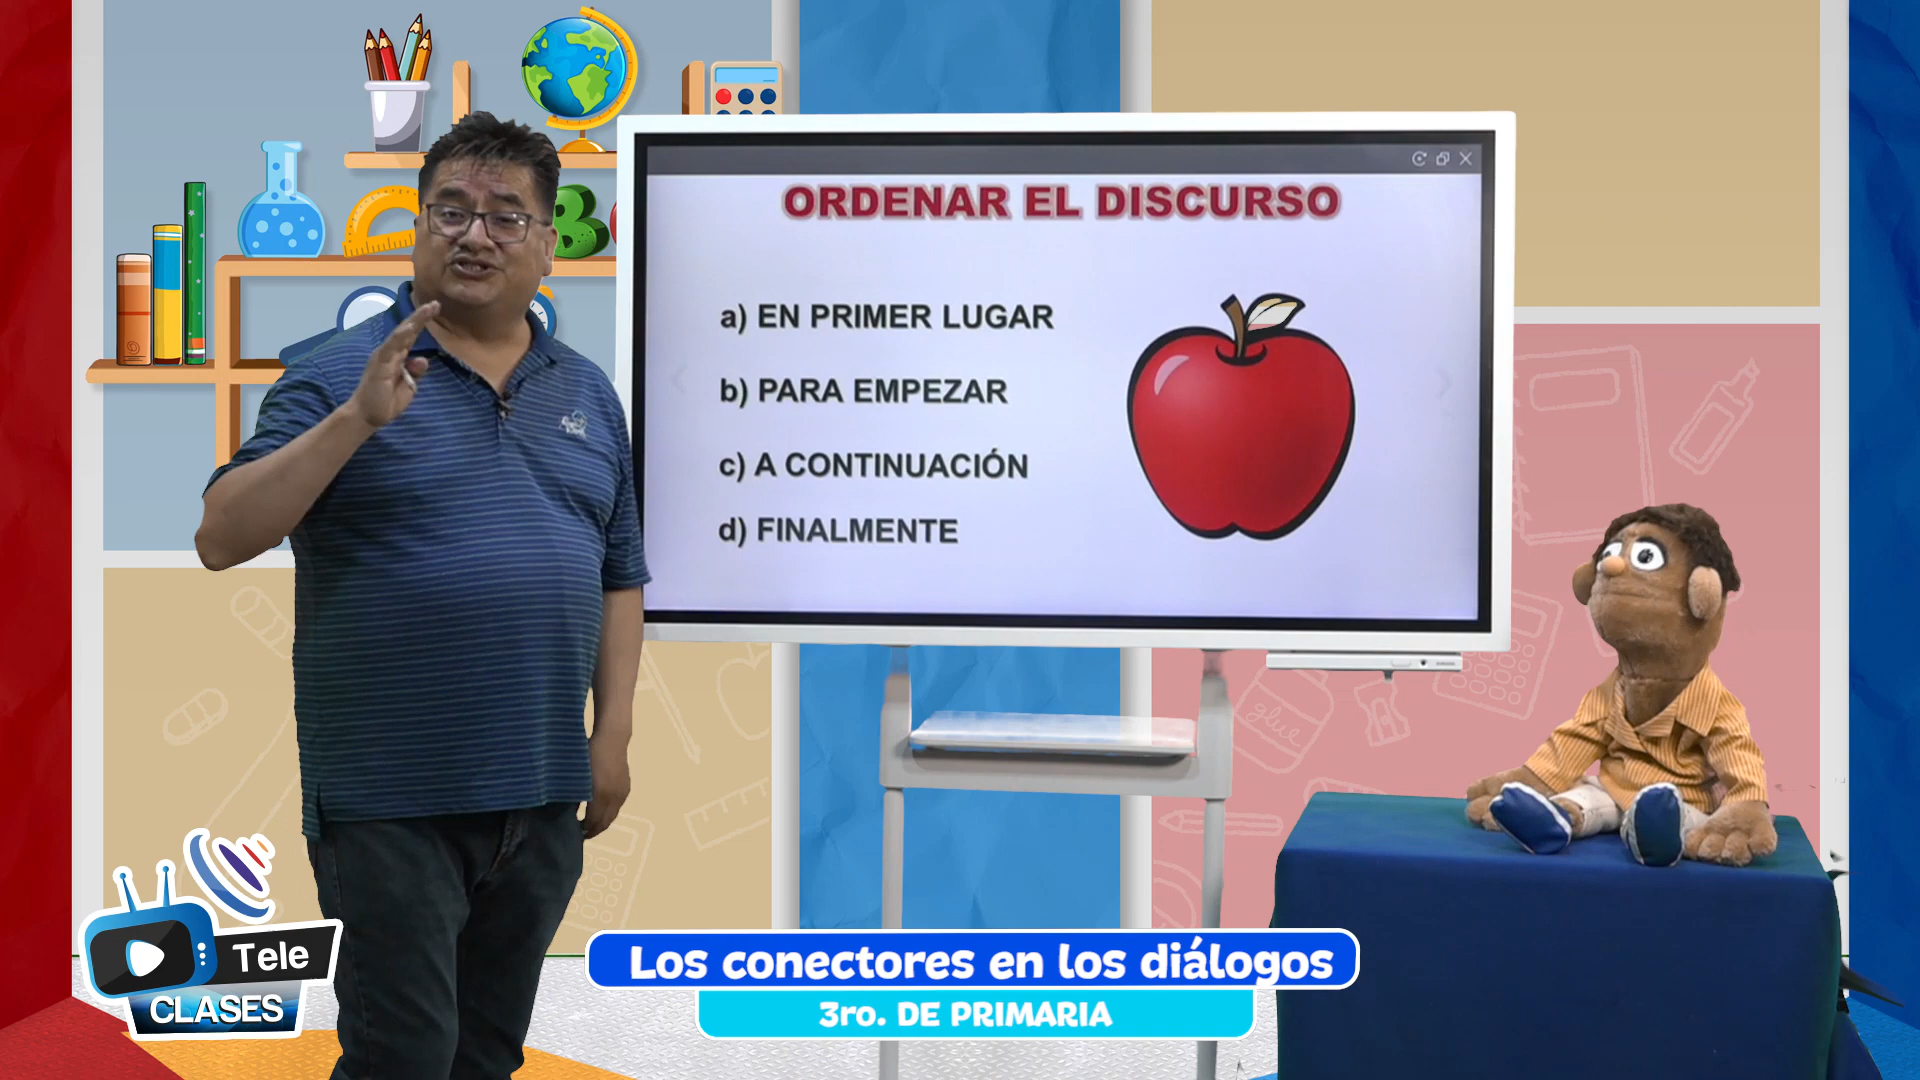 ORDENAR EL DISCURSO
a) EN PRIMER LUGAR
b) PARA EMPEZAR
c) A CONTINUACIÓN
d) FINALMENTE
glue
Tele
CLASES
Los conectores en los diálogos
3ro. DE PRIMARIA